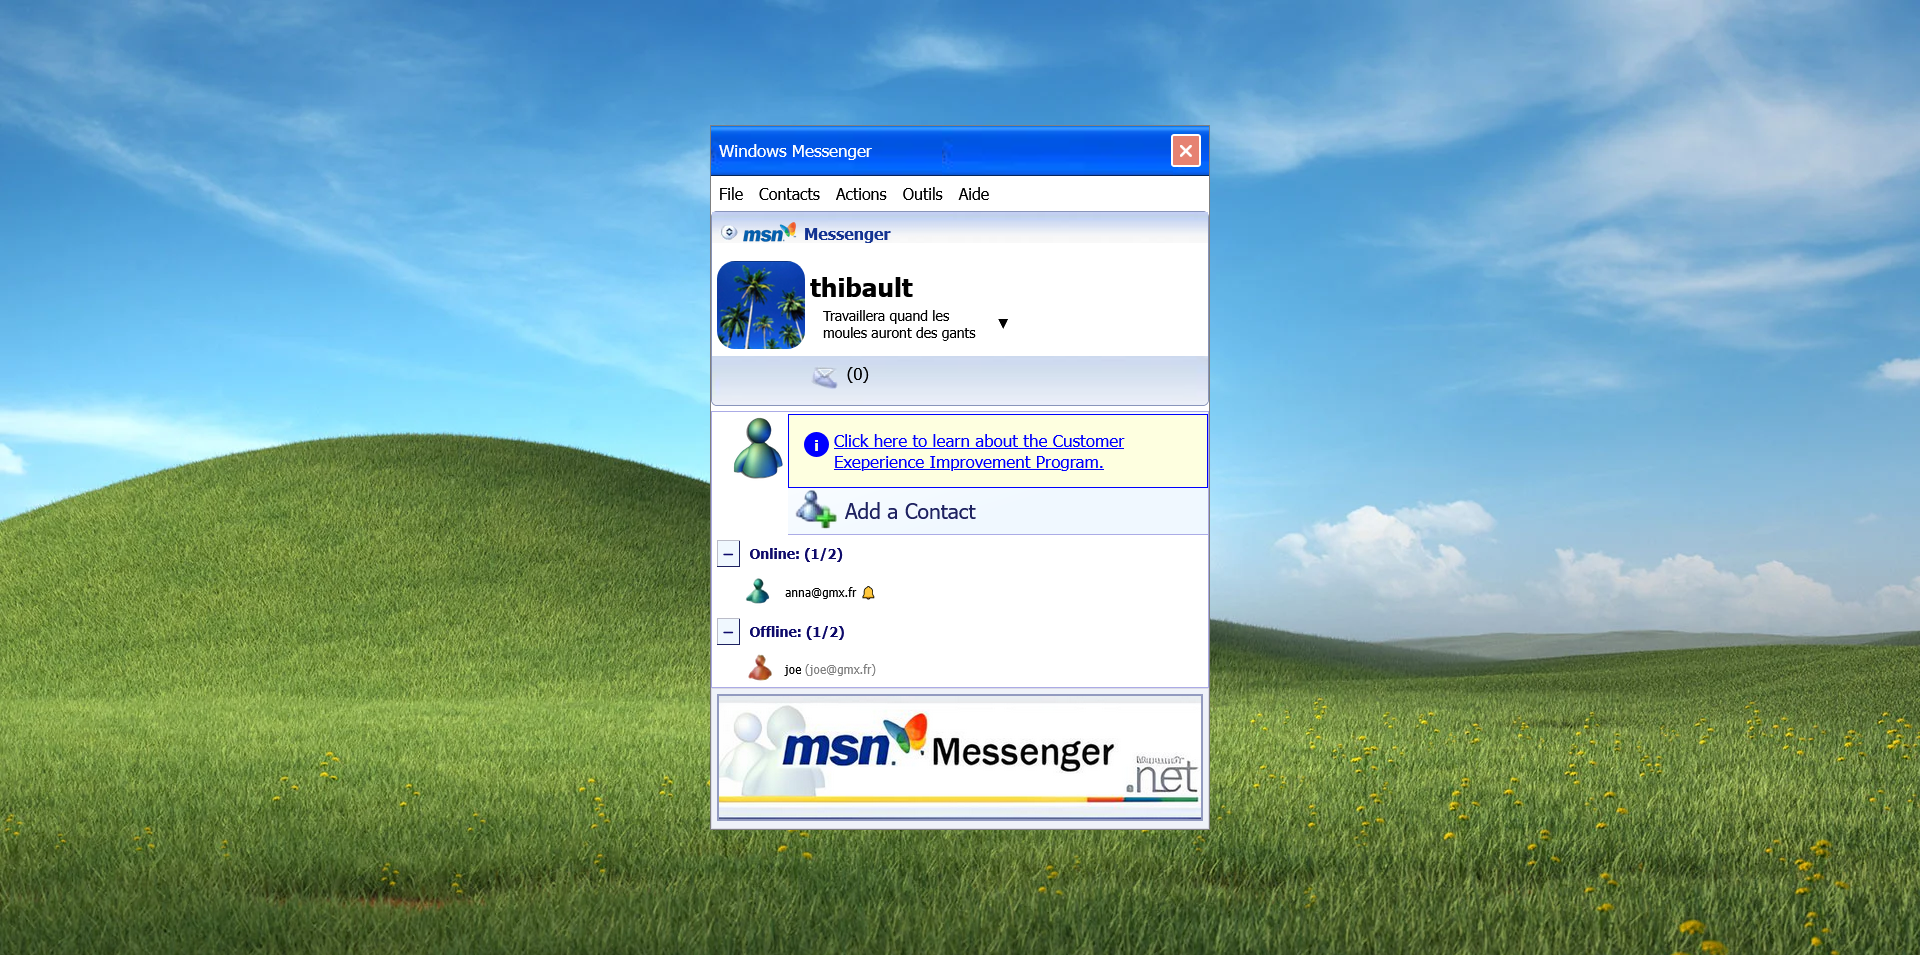 Windows Messenger
File Contacts Actions Outils Aide
msn Messenger
thibault
Travaillera quand les
moules auront des gants
(0)
Click here to learn about the Customer
Exeperience Improvement Program.
Add a Contact
Online: (1/2)
anna@gmx.fr
Offline: (1/2)
joe (joe@gmx.fr)
msn. Messenger
.net